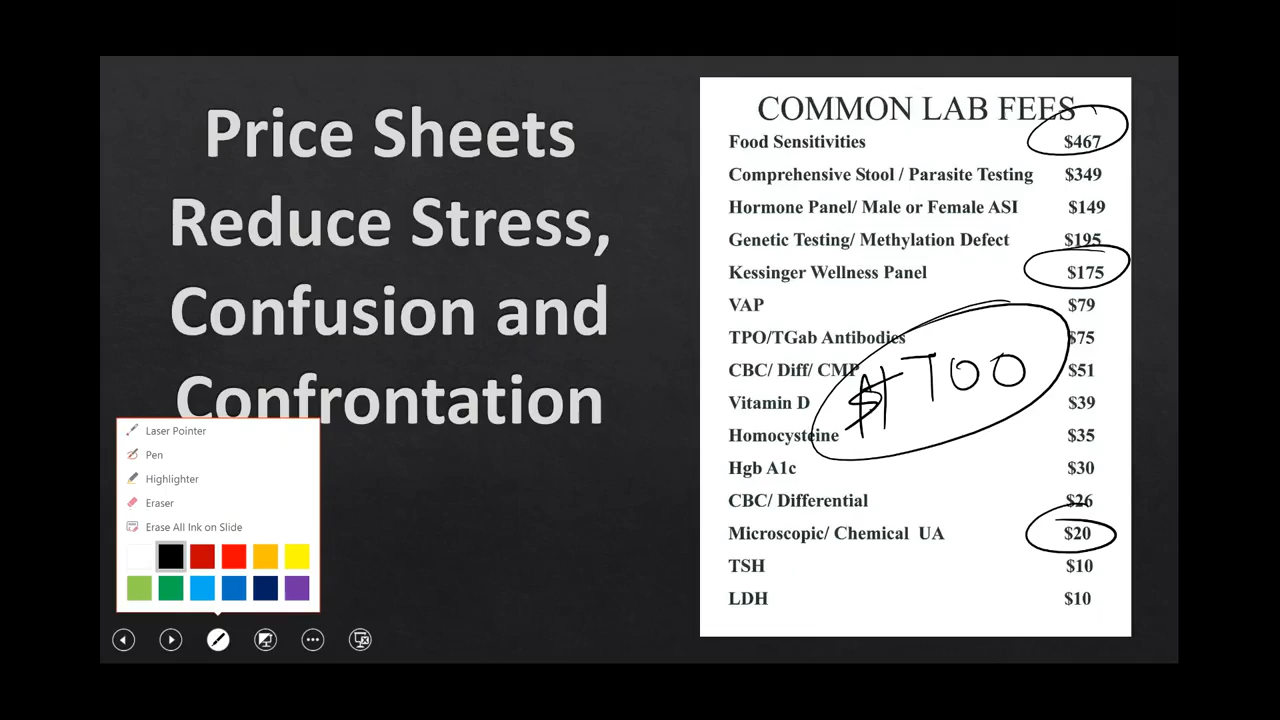 Price Sheets
Reduce Stress,
Confusion and
Confrontation
COMMON LAB FEES
Food Sensitivities $467
Comprehensive Stool / Parasite Testing $349
Hormone Panel/ Male or Female ASI $149
Genetic Testing/ Methylation Defect $195
Kessinger Wellness Panel $175
VAP $79
TPO/TGab Antibodies $75
CBC/ Diff/ CMP $51
Vitamin D $39
Homocysteine $35
Hgb A1c $30
CBC/ Differential $26
Microscopic/ Chemical UA $20
TSH $10
LDH $10
$700
Laser Pointer
Pen
Highlighter
Eraser
Erase All Ink on Slide